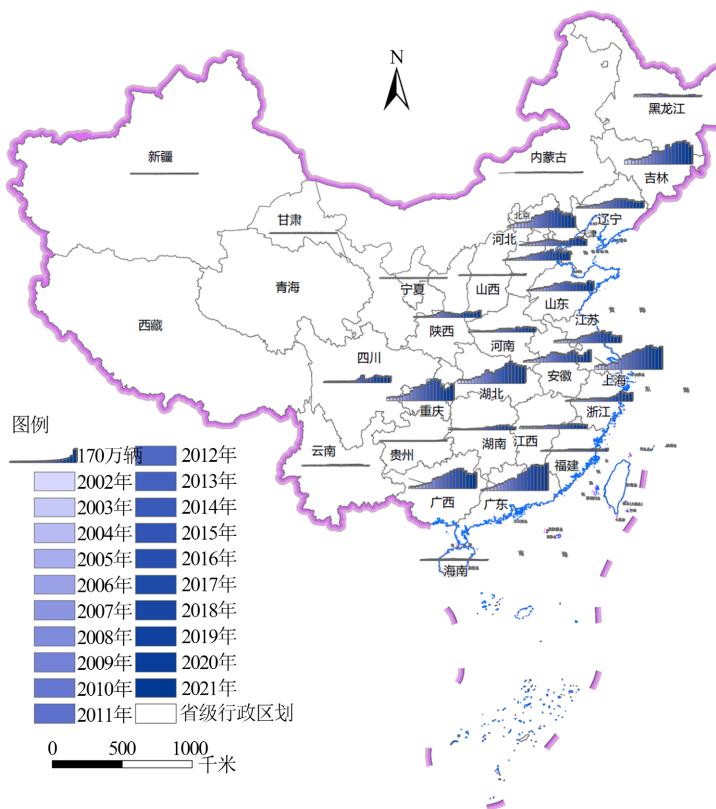 N
黑龙江
新疆
内蒙古
吉林
甘肃
北京
辽宁
天津
河北
青海
宁夏
山西
山东
西藏
陕西
河南
江苏
四川
安徽
上海
湖北
重庆
浙江
云南
贵州
湖南
江西
福建
广西
广东
海南
图例
170万辆
2012年
2002年
2013年
2003年
2014年
2004年
2015年
2005年
2016年
2006年
2017年
2007年
2018年
2008年
2019年
2009年
2020年
2010年
2021年
2011年
省级行政区划
0 500 1000
千米